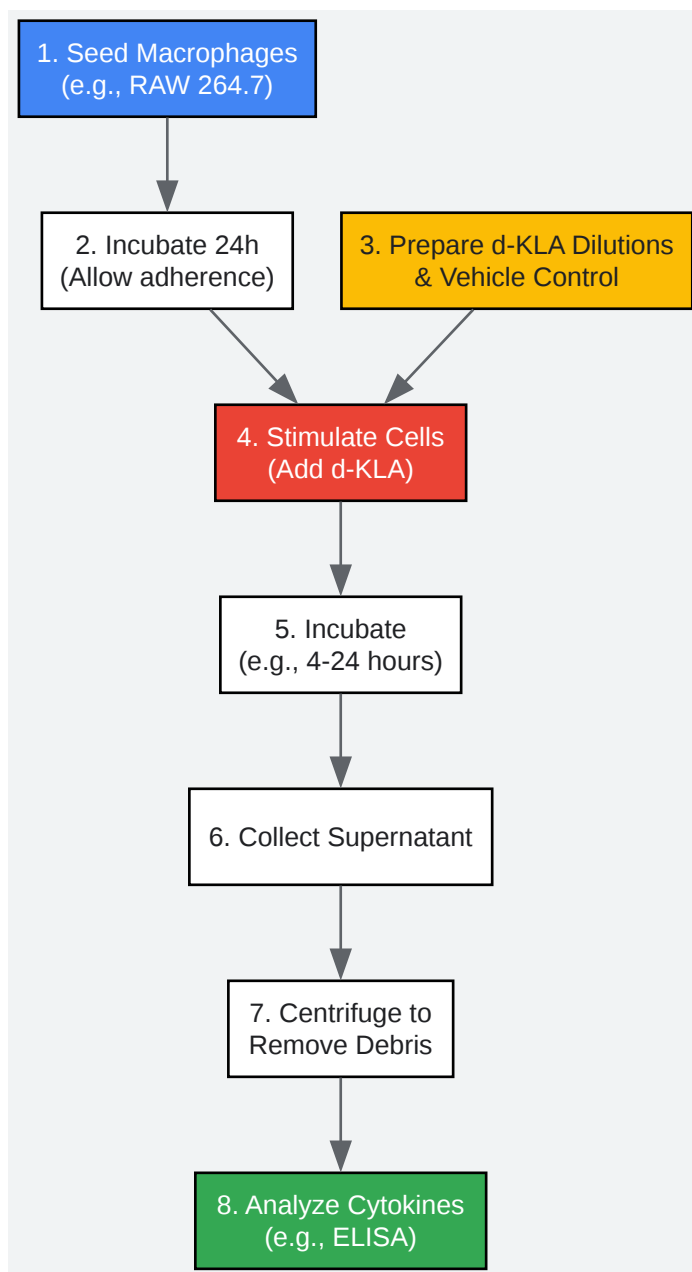 1. Seed Macrophages
(e.g., RAW 264.7)
2. Incubate 24h
(Allow adherence)
3. Prepare d-KLA Dilutions
& Vehicle Control
4. Stimulate Cells
(Add d-KLA)
5. Incubate
(e.g., 4-24 hours)
6. Collect Supernatant
7. Centrifuge to
Remove Debris
8. Analyze Cytokines
(e.g., ELISA)